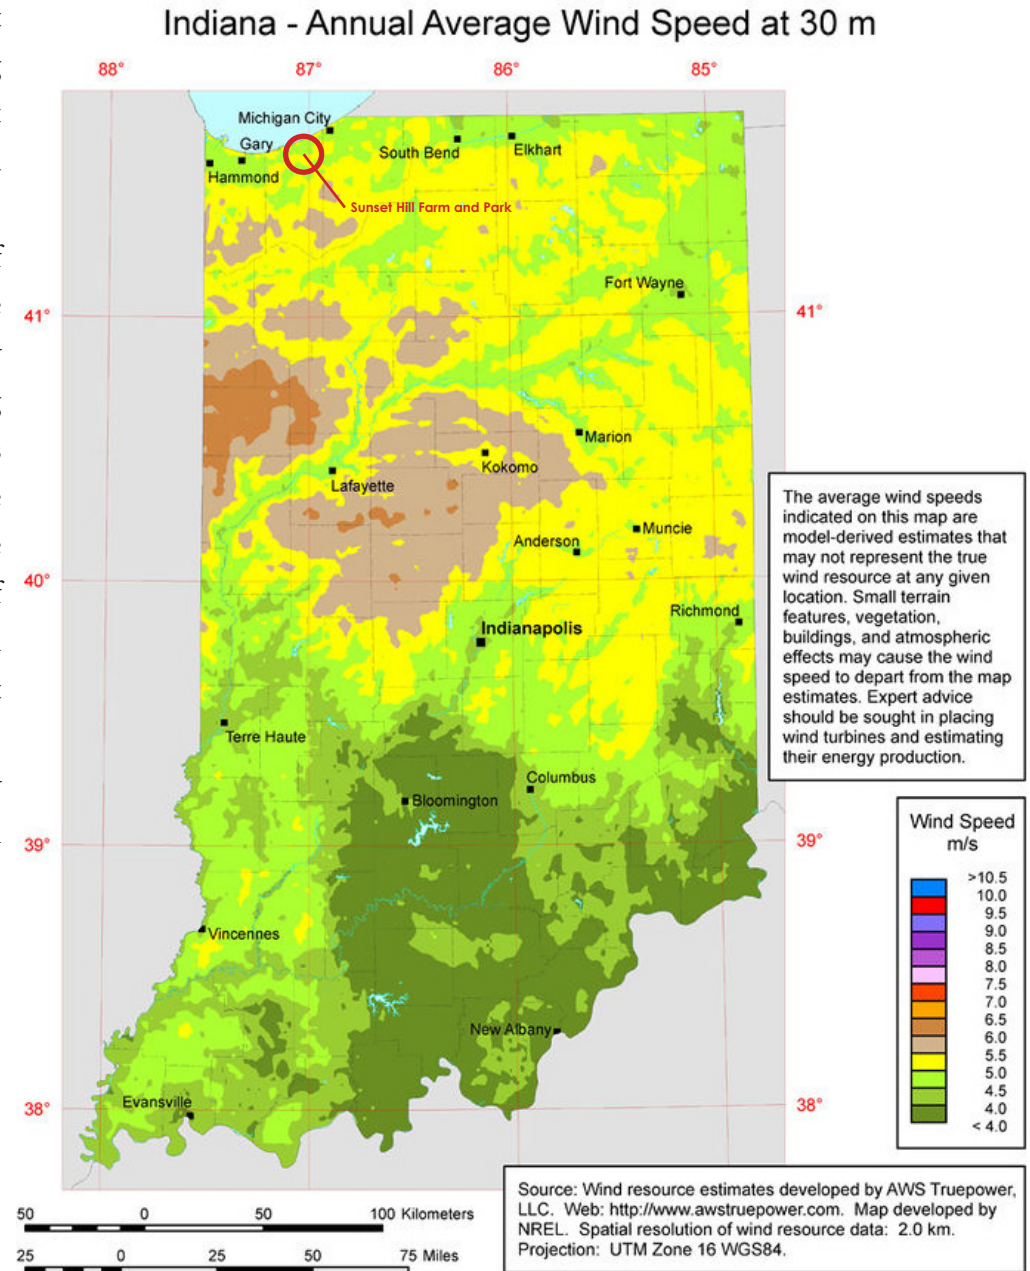 Indiana - Annual Average Wind Speed at 30 m
88°
87°
86°
85°
Michigan City
Gary
Hammond
South Bend
Elkhart
Sunset Hill Farm and Park
Fort Wayne
41°
41°
Marion
Kokomo
Lafayette
Muncie
Anderson
40°
Richmond
Indianapolis
The average wind speeds
indicated on this map are
model-derived estimates that
may not represent the true
wind resource at any given
location. Small terrain
features, vegetation,
buildings, and atmospheric
effects may cause the wind
speed to depart from the map
estimates. Expert advice
should be sought in placing
wind turbines and estimating
their energy production.
Terre Haute
Columbus
Bloomington
39°
39°
Vincennes
New Albany
Evansville
38°
38°
Wind Speed
m/s
>10.5
10.0
9.5
9.0
8.5
8.0
7.5
7.0
6.5
6.0
5.5
5.0
4.5
4.0
< 4.0
50 0 50 100 Kilometers
25 0 25 50 75 Miles
Source: Wind resource estimates developed by AWS Truepower,
LLC. Web: http://www.awstruepower.com. Map developed by
NREL. Spatial resolution of wind resource data: 2.0 km.
Projection: UTM Zone 16 WGS84.